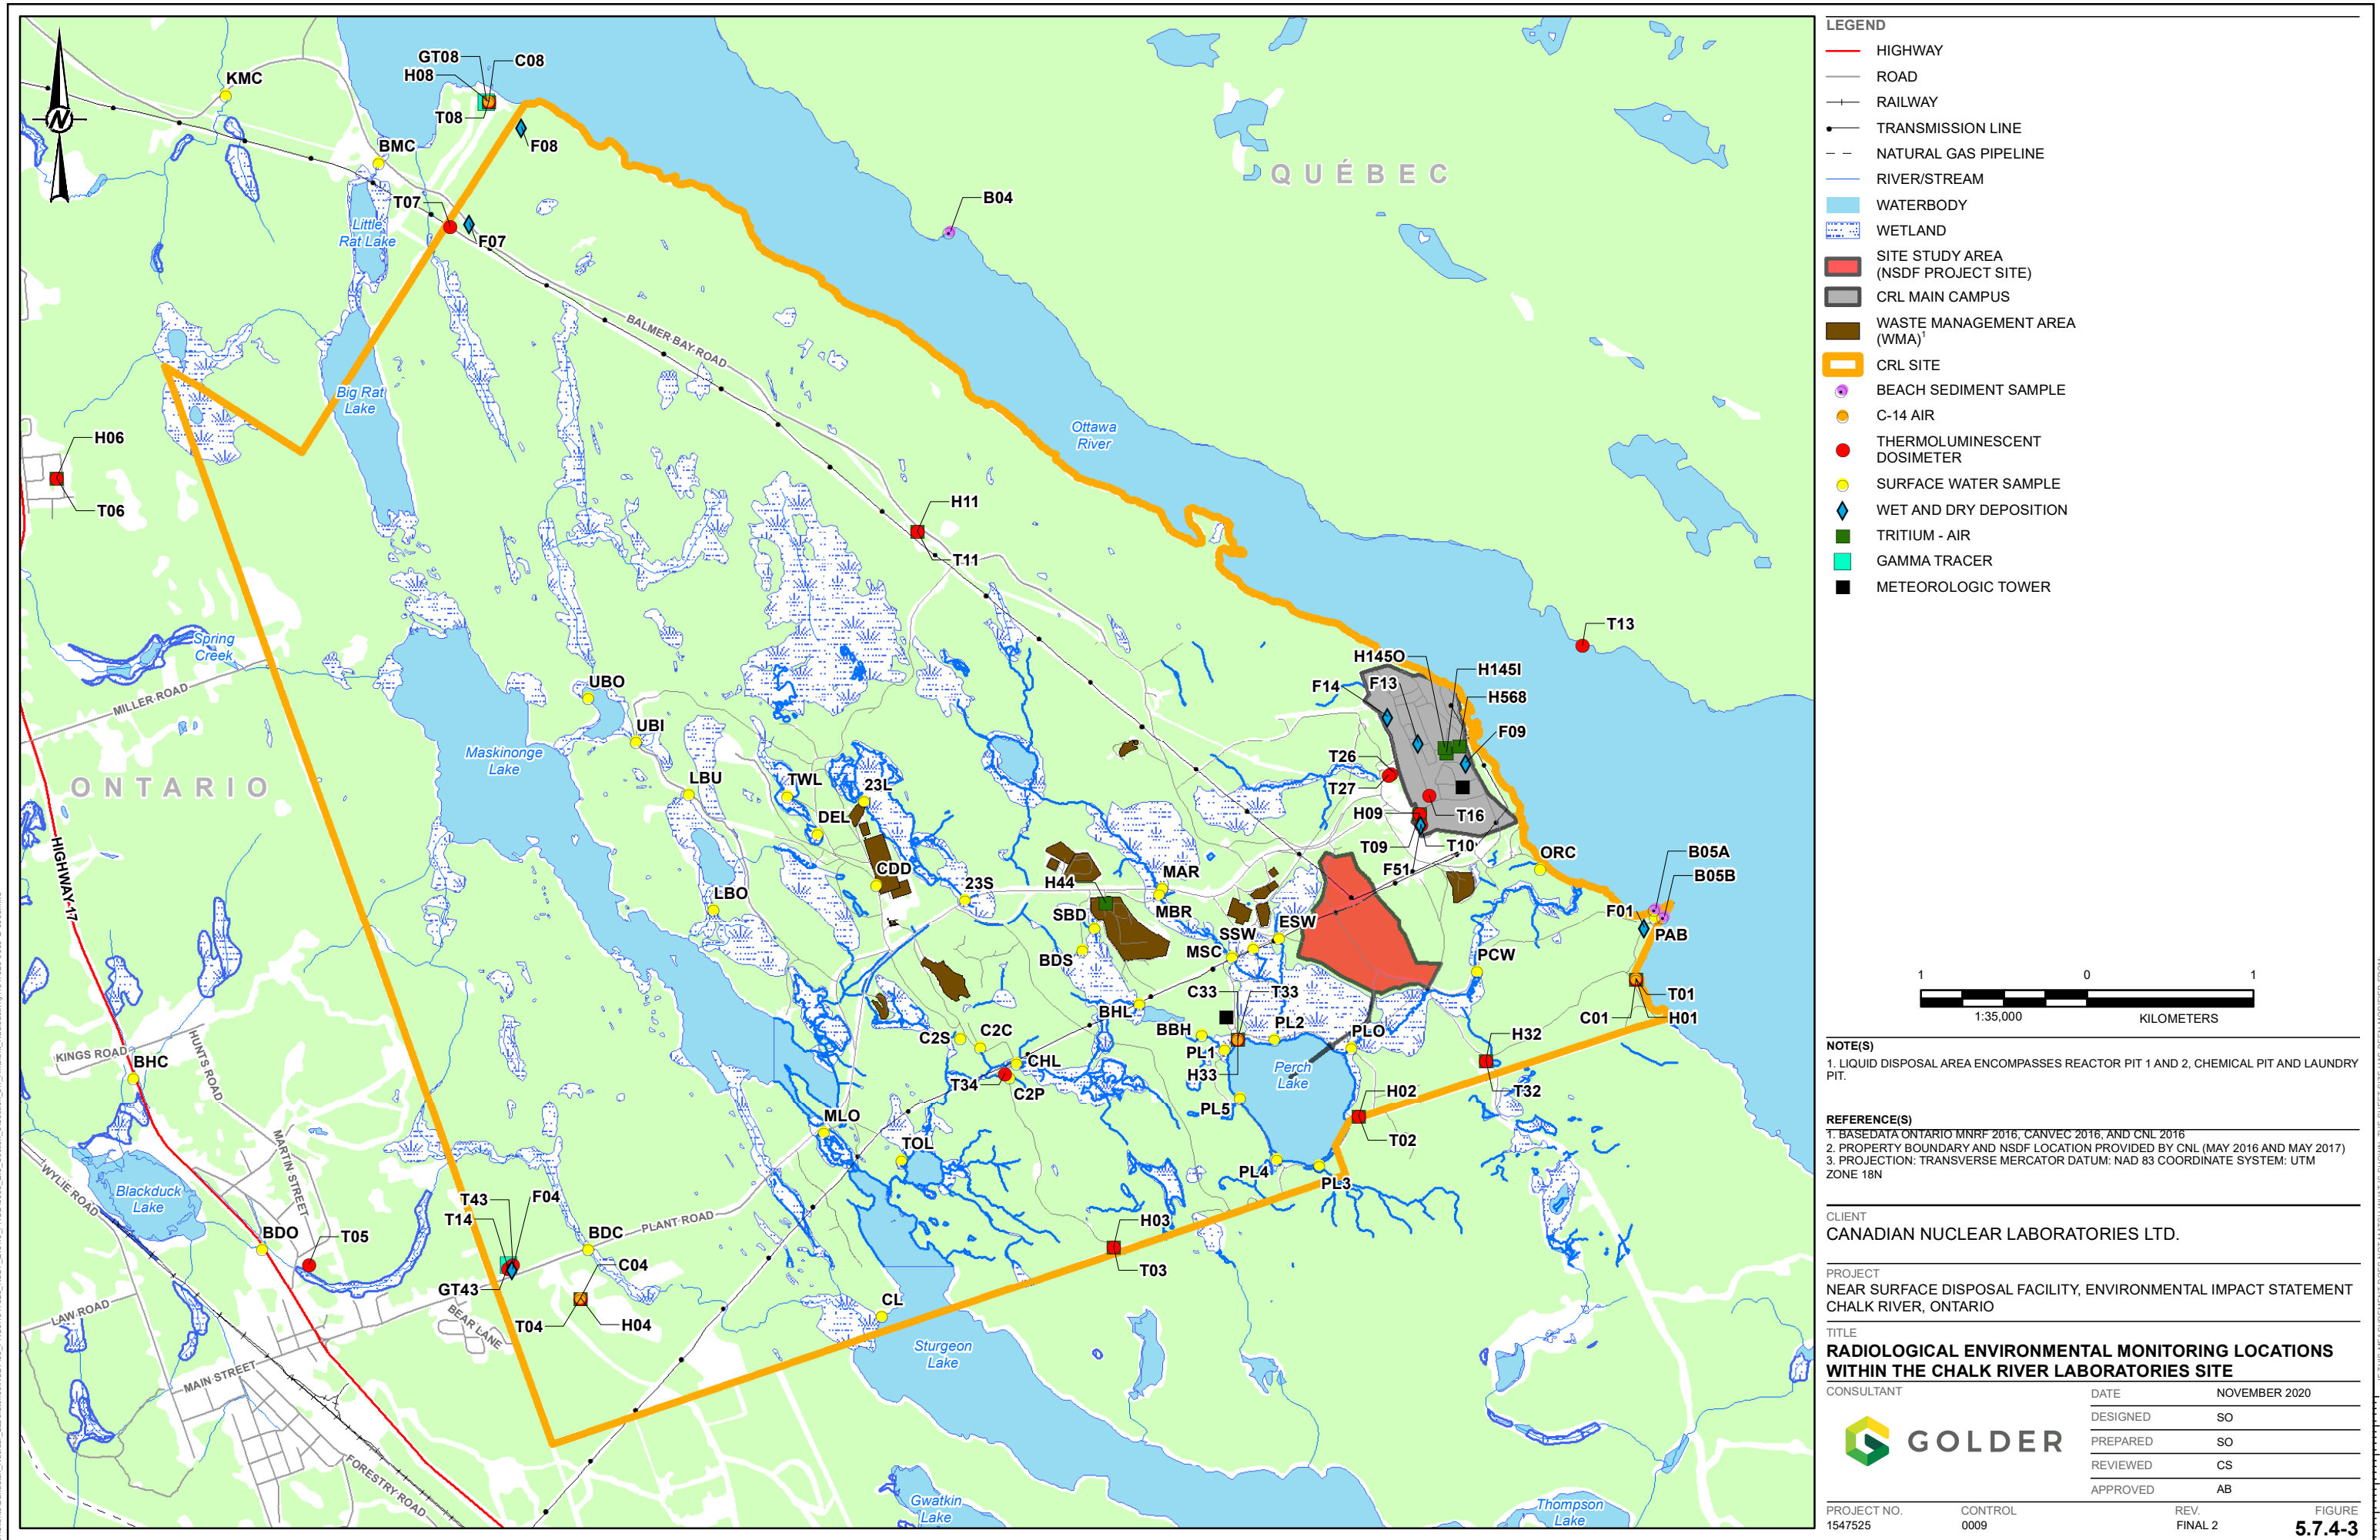 KMC
GT08
C08
H08
T08
F08
BMC
T07
F07
Little
Rat Lake
B04
QUÉBEC
BALMER BAY ROAD
Big Rat
Lake
Ottawa
River
H06
T06
H11
T11
Spring
Creek
MILLER ROAD
T13
H145O
H145I
F13
F14
H568
F09
UBO
UBI
Maskinonge
Lake
ONTARIO
LBU
TWL
23L
DEL
T26
T27
H09
T16
T09
T10
F51
HIGHWAY 17
CDD
LBO
23S
H44
MAR
MBR
SBD
BDS
SSW
ESW
MSC
ORC
B05A
B05B
F01
PAB
PCW
T01
C01
H01
C33
T33
BHL
BBH
PL2
PLO
PL1
H33
Perch
Lake
PL5
H32
T32
H02
T02
C2S
C2C
CHL
T34
C2P
KINGS ROAD
HUNTS ROAD
BHC
MARTIN STREET
WYLIE ROAD
Blackduck
Lake
MLO
TOL
PL4
PL3
T43
F04
T14
BDO
T05
BDC
PLANT ROAD
H03
T03
GT43
C04
T04
H04
LAW ROAD
BEAR LANE
CL
MAIN STREET
Sturgeon
Lake
FORESTRY ROAD
Gwatkin
Lake
Thompson
Lake
LEGEND
HIGHWAY
ROAD
RAILWAY
TRANSMISSION LINE
NATURAL GAS PIPELINE
RIVER/STREAM
WATERBODY
WETLAND
SITE STUDY AREA
(NSDF PROJECT SITE)
CRL MAIN CAMPUS
WASTE MANAGEMENT AREA
(WMA)1
CRL SITE
BEACH SEDIMENT SAMPLE
C-14 AIR
THERMOLUMINESCENT
DOSIMETER
SURFACE WATER SAMPLE
WET AND DRY DEPOSITION
TRITIUM - AIR
GAMMA TRACER
METEOROLOGIC TOWER
1 0 1
1:35,000 KILOMETERS
NOTE(S)
1. LIQUID DISPOSAL AREA ENCOMPASSES REACTOR PIT 1 AND 2, CHEMICAL PIT AND LAUNDRY
PIT.
REFERENCE(S)
1. BASEDATA ONTARIO MNRF 2016, CANVEC 2016, AND CNL 2016
2. PROPERTY BOUNDARY AND NSDF LOCATION PROVIDED BY CNL (MAY 2016 AND MAY 2017)
3. PROJECTION: TRANSVERSE MERCATOR DATUM: NAD 83 COORDINATE SYSTEM: UTM
ZONE 18N
CLIENT
CANADIAN NUCLEAR LABORATORIES LTD.
PROJECT
NEAR SURFACE DISPOSAL FACILITY, ENVIRONMENTAL IMPACT STATEMENT
CHALK RIVER, ONTARIO
TITLE
RADIOLOGICAL ENVIRONMENTAL MONITORING LOCATIONS
WITHIN THE CHALK RIVER LABORATORIES SITE
CONSULTANT
GOLDER
DATE NOVEMBER 2020
DESIGNED SO
PREPARED SO
REVIEWED CS
APPROVED AB
PROJECT NO. CONTROL REV. FIGURE
1547525 0009 FINAL 2 5.7.4-3
N